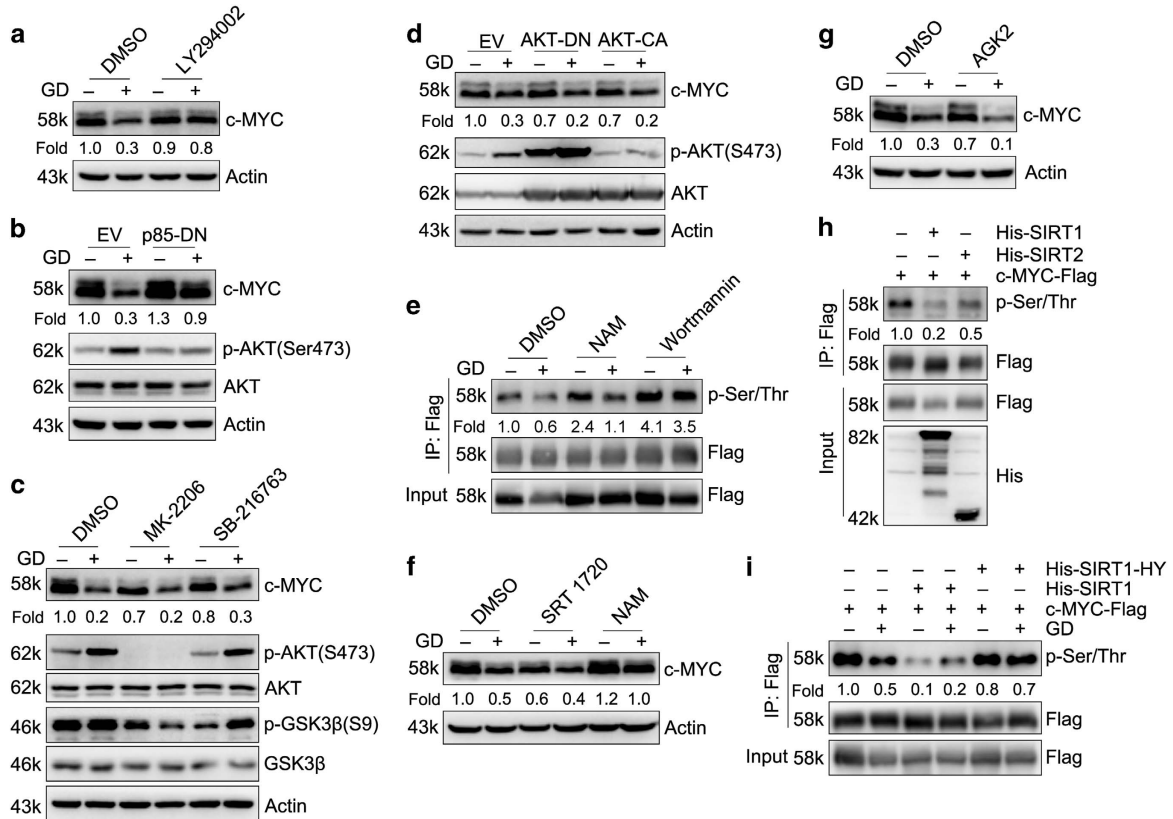 a
DMSO LY294002
GD – + – +
58k c-MYC
Fold 1.0 0.3 0.9 0.8
43k Actin
b
EV p85-DN
GD – + – +
58k c-MYC
Fold 1.0 0.3 1.3 0.9
62k p-AKT(Ser473)
62k AKT
43k Actin
c
DMSO MK-2206 SB-216763
GD – + – + – +
58k c-MYC
Fold 1.0 0.2 0.7 0.2 0.8 0.3
62k p-AKT(S473)
62k AKT
46k p-GSK3β(S9)
46k GSK3β
43k Actin
d
EV AKT-DN AKT-CA
GD – + – + – +
58k c-MYC
Fold 1.0 0.3 0.7 0.2 0.7 0.2
62k p-AKT(S473)
62k AKT
43k Actin
e
DMSO NAM Wortmannin
GD – + – + – +
IP: Flag
58k p-Ser/Thr
Fold 1.0 0.6 2.4 1.1 4.1 3.5
58k Flag
Input 58k Flag
f
DMSO SRT 1720 NAM
GD – + – + – +
58k c-MYC
Fold 1.0 0.5 0.6 0.4 1.2 1.0
43k Actin
g
DMSO AGK2
GD – + – +
58k c-MYC
Fold 1.0 0.3 0.7 0.1
43k Actin
h
– + – His-SIRT1
– – + His-SIRT2
+ + + c-MYC-Flag
IP: Flag
58k p-Ser/Thr
Fold 1.0 0.2 0.5
58k Flag
Input
58k Flag
82k
His
42k
i
– – – – + + His-SIRT1-HY
– – + + – – His-SIRT1
+ + + + + + c-MYC-Flag
– + – + – + GD
IP: Flag
58k p-Ser/Thr
Fold 1.0 0.5 0.1 0.2 0.8 0.7
58k Flag
Input 58k Flag